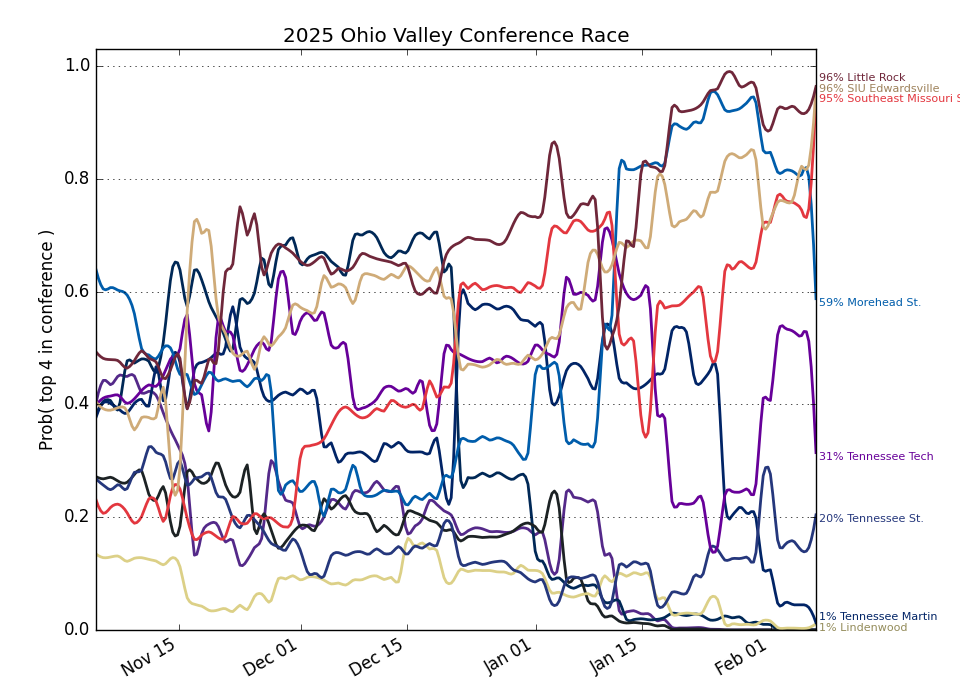 2025 Ohio Valley Conference Race
Prob( top 4 in conference )
1.0
0.8
0.6
0.4
0.2
0.0
Nov 15
Dec 01
Dec 15
Jan 01
Jan 15
Feb 01
96% Little Rock
96% SIU Edwardsville
95% Southeast Missouri S
59% Morehead St.
31% Tennessee Tech
20% Tennessee St.
1% Tennessee Martin
1% Lindenwood